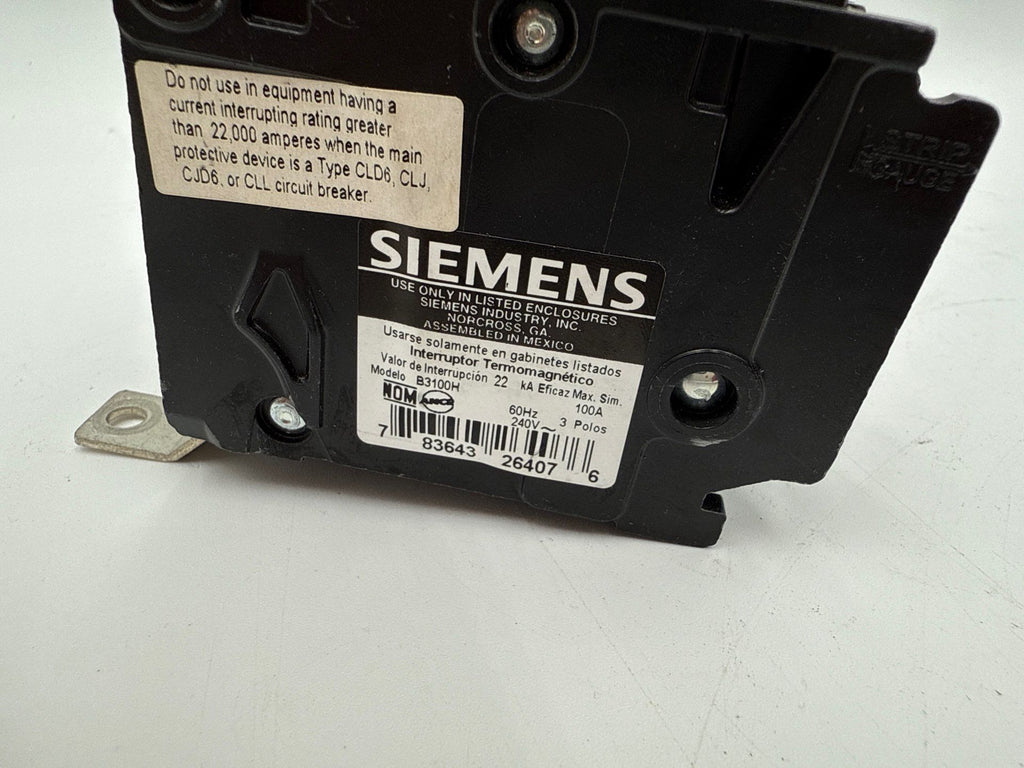 Do not use in equipment having a
current interrupting rating greater
than 22,000 amperes when the main
protective device is a Type CLD6, CLJ,
CJD6, or CLL circuit breaker.
STRIP
GAUGE
SIEMENS
USE ONLY IN LISTED ENCLOSURES
SIEMENS INDUSTRY, INC.
NORCROSS, GA.
ASSEMBLED IN MEXICO
Usarse solamente en gabinetes listados
Interruptor Termomagnético
Valor de Interrupción 22 kA Eficaz Max. Sim.
Modelo B3100H 100A
NOM ANCE 60Hz 3 Polos
240V~
7 83643 26407 6